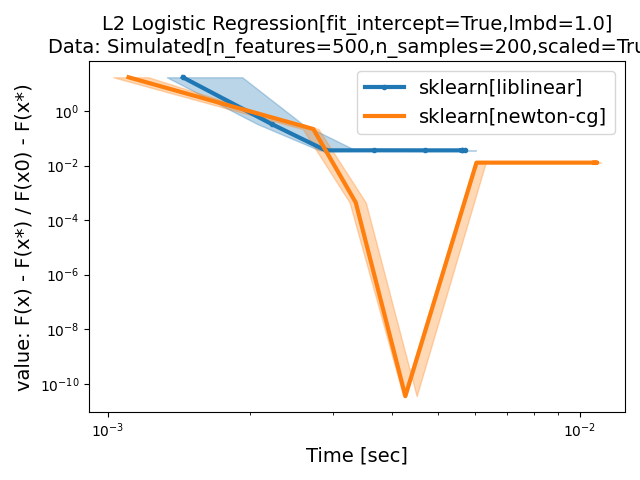 L2 Logistic Regression[fit_intercept=True,lmbd=1.0]
Data: Simulated[n_features=500,n_samples=200,scaled=Tru
sklearn[liblinear]
sklearn[newton-cg]
value: F(x) - F(x*) / F(x0) - F(x*)
10⁰
10⁻²
10⁻⁴
10⁻⁶
10⁻⁸
10⁻¹⁰
10⁻³
10⁻²
Time [sec]